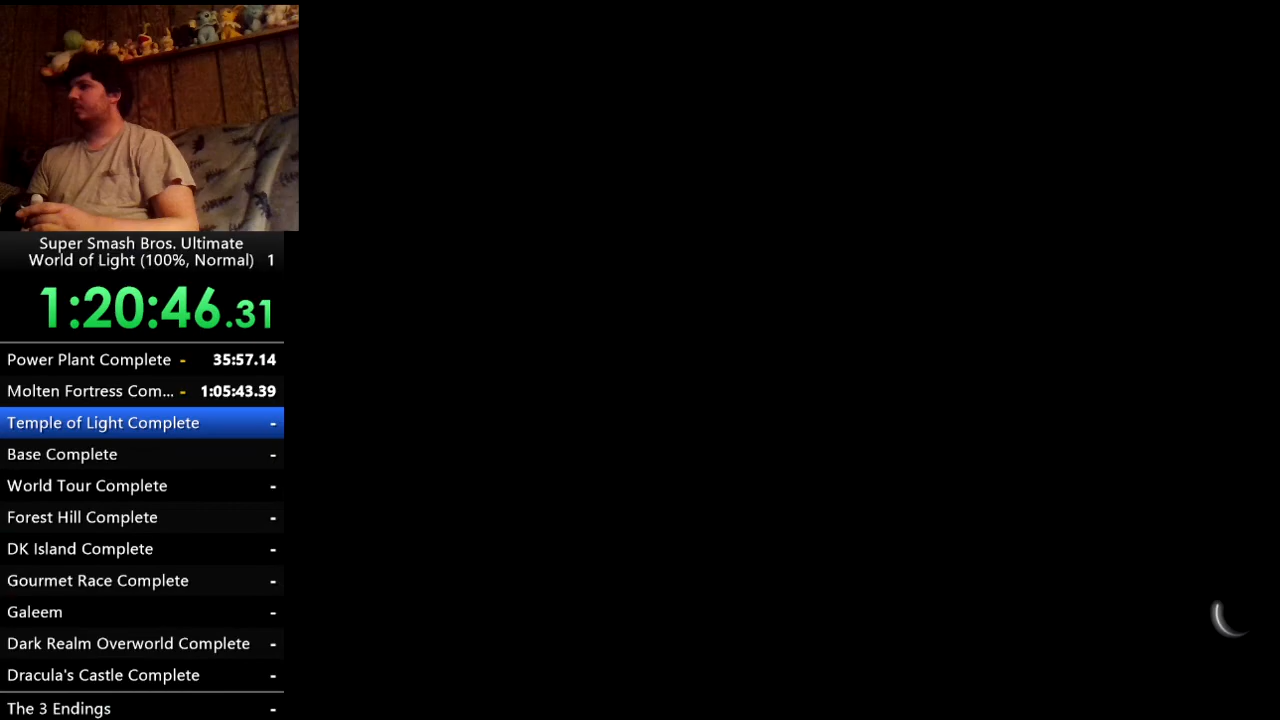 Super Smash Bros. Ultimate
World of Light (100%, Normal) 1
1:20:46.31
Power Plant Complete - 35:57.14
Molten Fortress Com... - 1:05:43.39
Temple of Light Complete -
Base Complete -
World Tour Complete -
Forest Hill Complete -
DK Island Complete -
Gourmet Race Complete -
Galeem -
Dark Realm Overworld Complete -
Dracula's Castle Complete -
The 3 Endings -